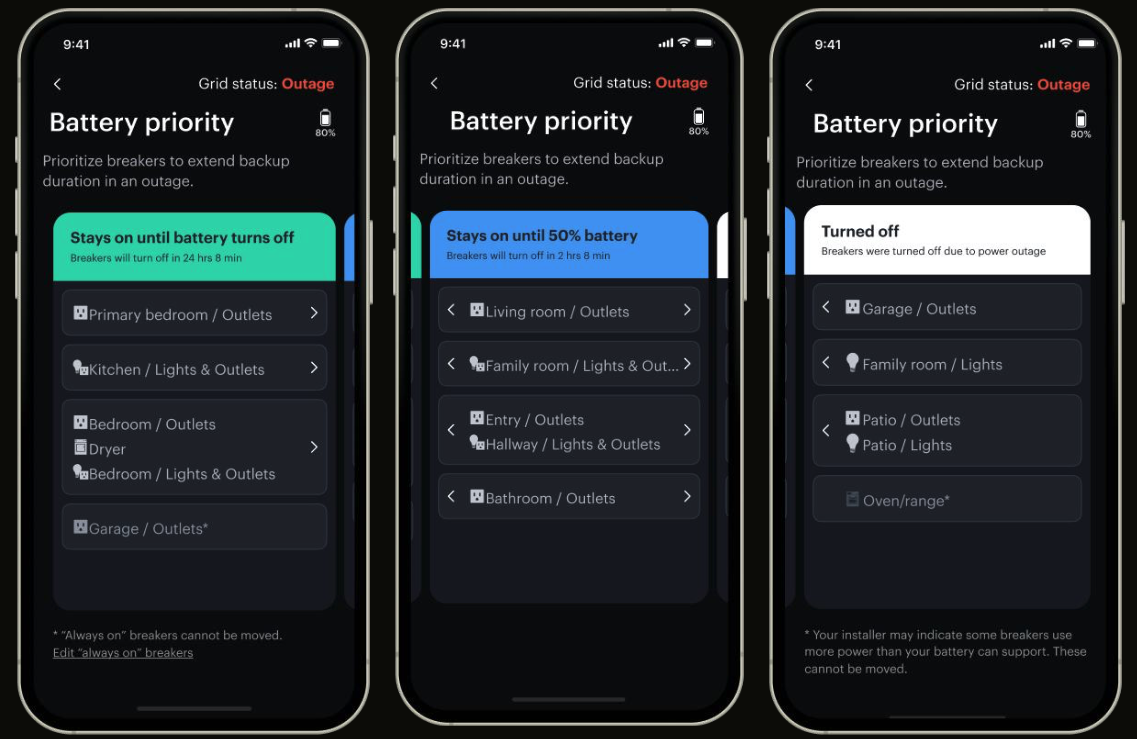 9:41
Grid status: Outage
Battery priority
80%
Prioritize breakers to extend backup
duration in an outage.
Stays on until battery turns off
Breakers will turn off in 24 hrs 8 min
Primary bedroom / Outlets
Kitchen / Lights & Outlets
Bedroom / Outlets
Dryer
Bedroom / Lights & Outlets
Garage / Outlets*
* “Always on” breakers cannot be moved.
Edit “always on” breakers
9:41
Grid status: Outage
Battery priority
80%
Prioritize breakers to extend backup
duration in an outage.
Stays on until 50% battery
Breakers will turn off in 2 hrs 8 min
Living room / Outlets
Family room / Lights & Out...
Entry / Outlets
Hallway / Lights & Outlets
Bathroom / Outlets
9:41
Grid status: Outage
Battery priority
80%
Prioritize breakers to extend backup
duration in an outage.
Turned off
Breakers were turned off due to power outage
Garage / Outlets
Family room / Lights
Patio / Outlets
Patio / Lights
Oven/range*
* Your installer may indicate some breakers use
more power than your battery can support. These
cannot be moved.